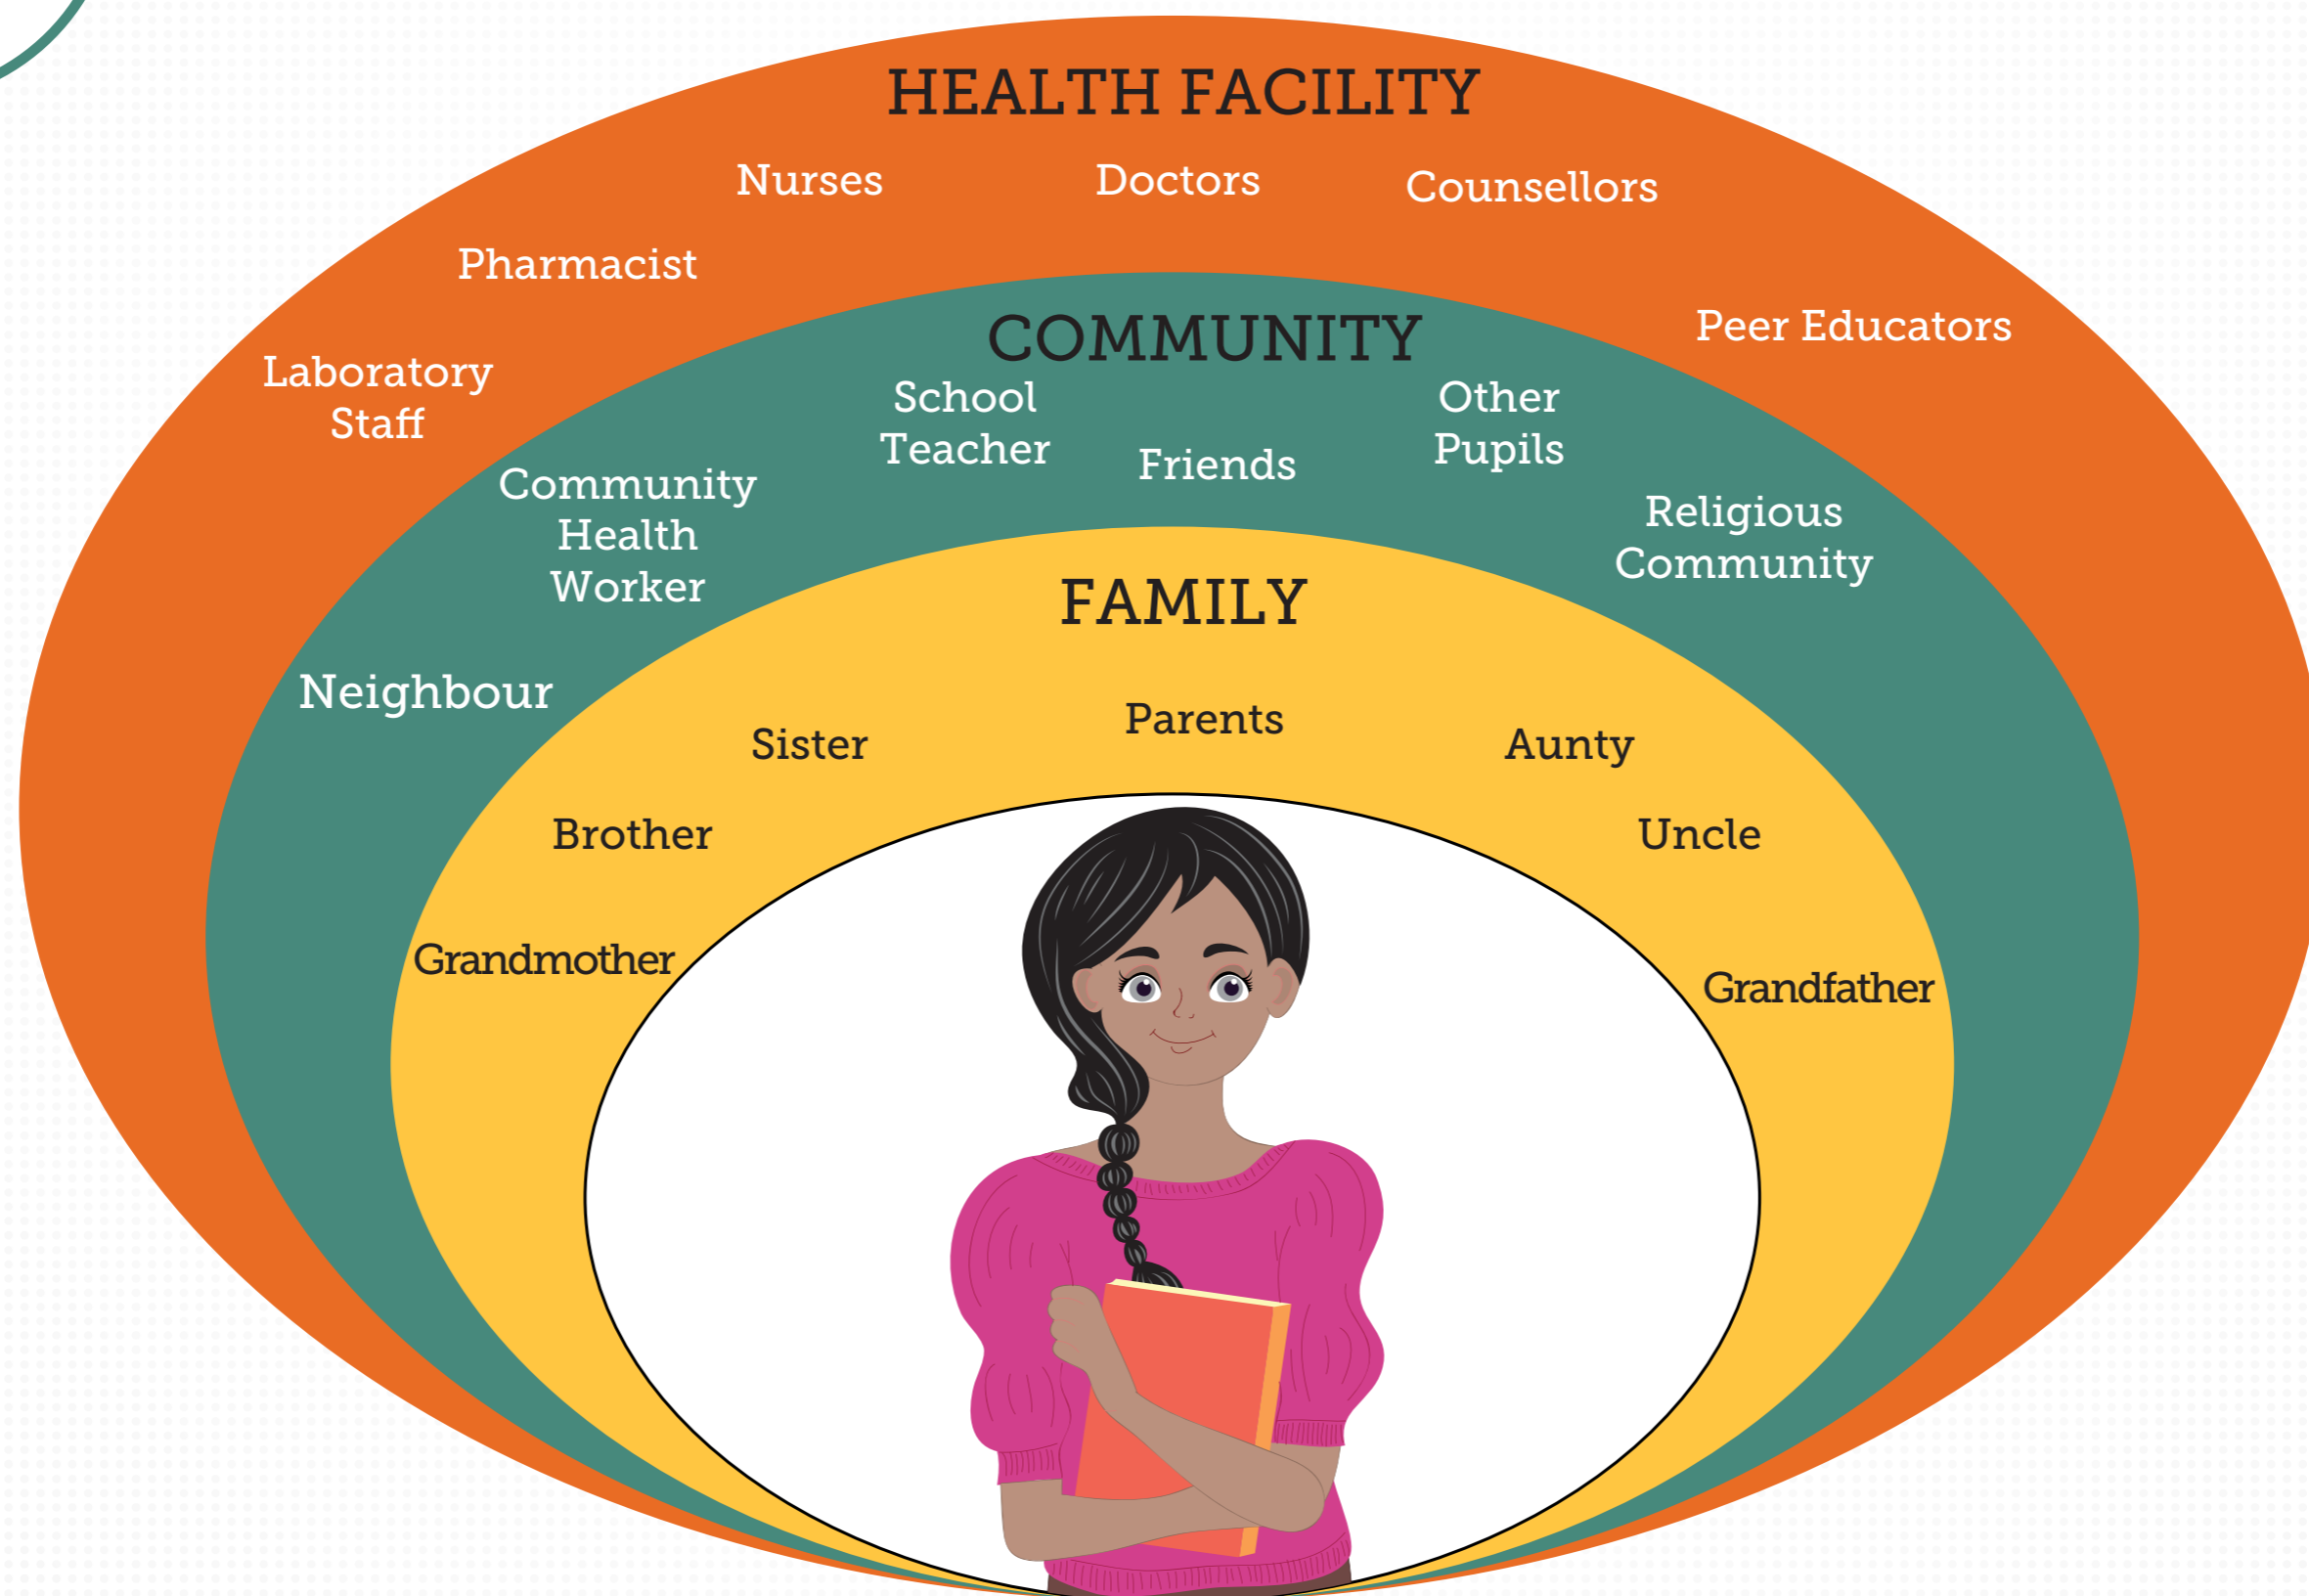 HEALTH FACILITY
Nurses
Doctors
Counsellors
Pharmacist
Peer Educators
Laboratory
Staff
COMMUNITY
School
Teacher
Friends
Other
Pupils
Community
Health
Worker
Religious
Community
Neighbour
FAMILY
Parents
Sister
Aunty
Brother
Uncle
Grandmother
Grandfather